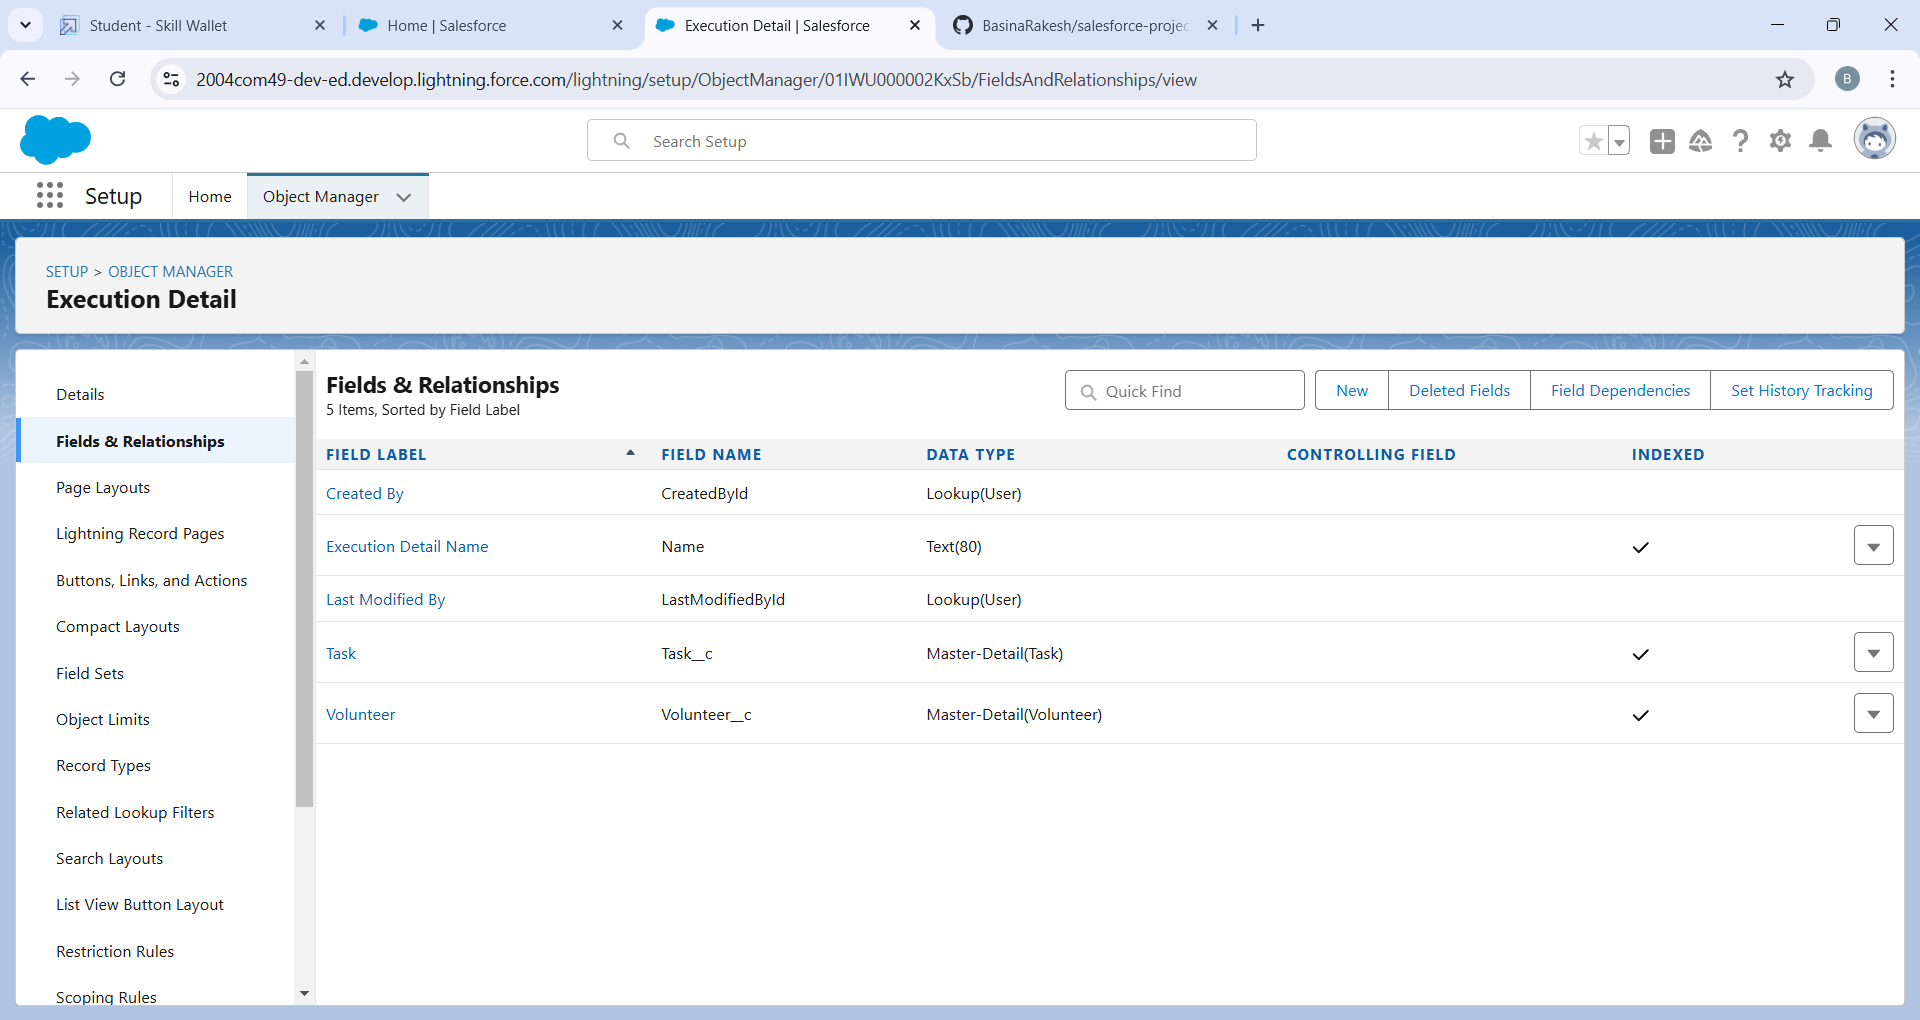 Student - Skill Wallet
Home | Salesforce
Execution Detail | Salesforce
BasinaRakesh/salesforce-projec
2004com49-dev-ed.develop.lightning.force.com/lightning/setup/ObjectManager/01IWU000002KxSb/FieldsAndRelationships/view
B
Search Setup
Setup
Home
Object Manager
SETUP > OBJECT MANAGER
Execution Detail
Details
Fields & Relationships
Page Layouts
Lightning Record Pages
Buttons, Links, and Actions
Compact Layouts
Field Sets
Object Limits
Record Types
Related Lookup Filters
Search Layouts
List View Button Layout
Restriction Rules
Scoping Rules
Fields & Relationships
5 Items, Sorted by Field Label
Quick Find
New
Deleted Fields
Field Dependencies
Set History Tracking
FIELD LABEL FIELD NAME DATA TYPE CONTROLLING FIELD INDEXED
Created By CreatedById Lookup(User)
Execution Detail Name Name Text(80)
Last Modified By LastModifiedById Lookup(User)
Task Task__c Master-Detail(Task)
Volunteer Volunteer__c Master-Detail(Volunteer)